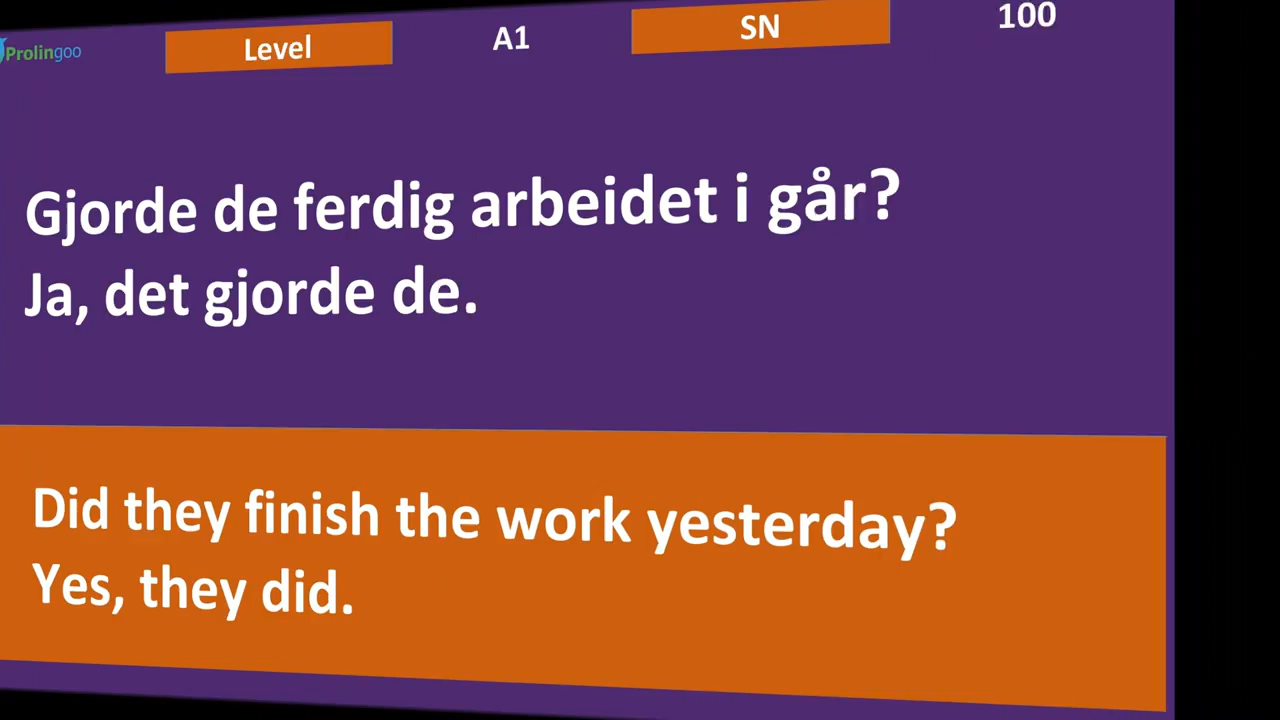 Prolingoo
Level A1 SN 100
Gjorde de ferdig arbeidet i går?
Ja, det gjorde de.
Did they finish the work yesterday?
Yes, they did.